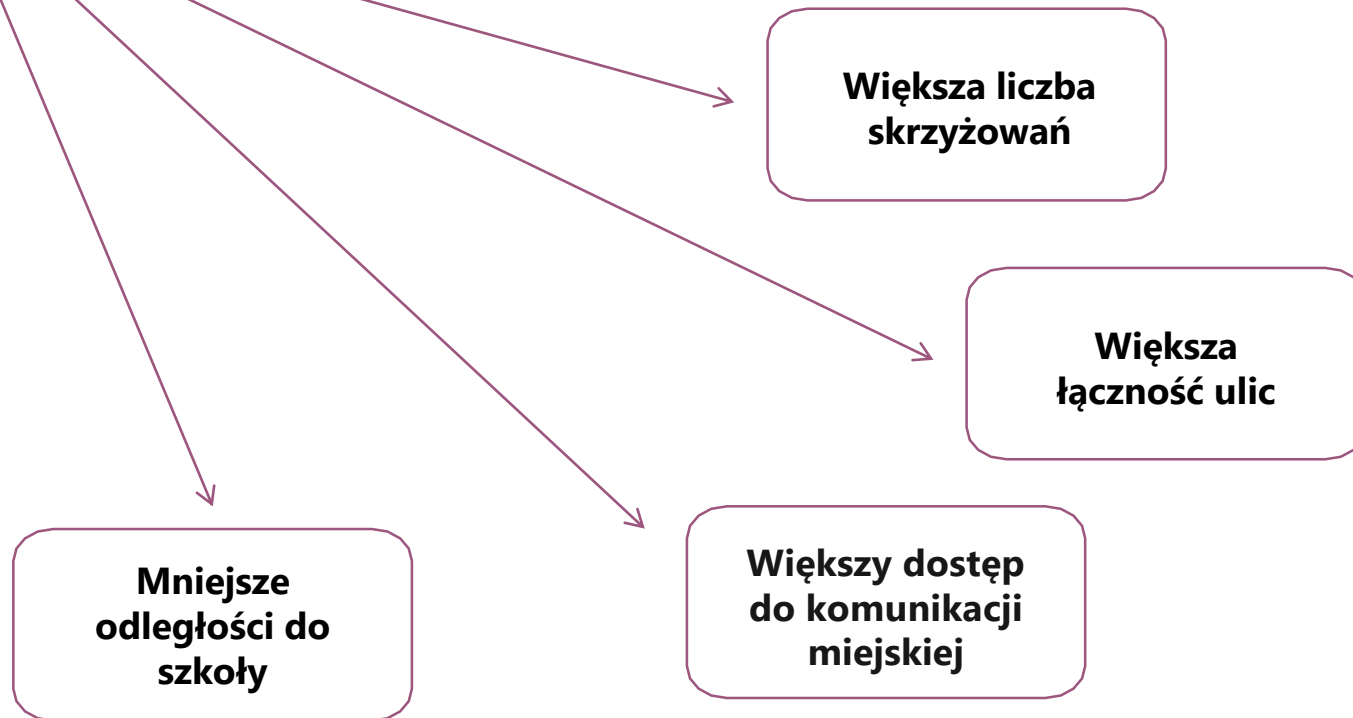 Większa liczba
skrzyżowań
Większa
łączność ulic
Większy dostęp
do komunikacji
miejskiej
Mniejsze
odległości do
szkoły